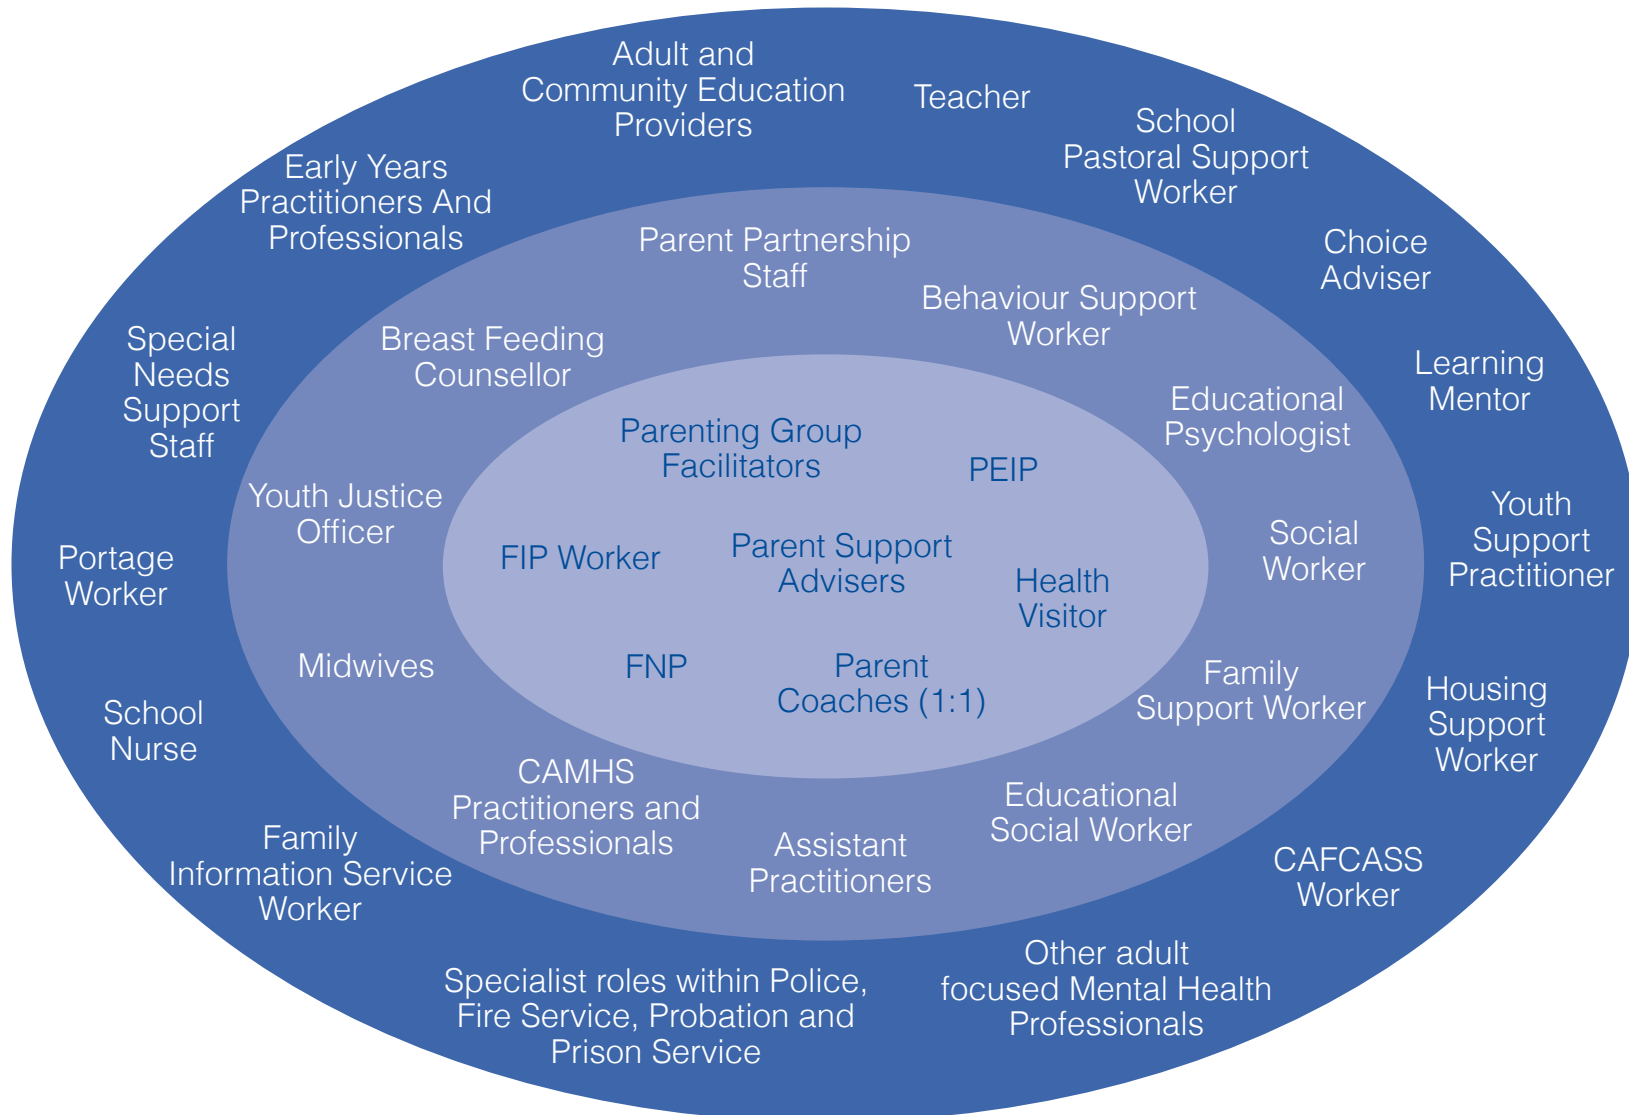 Adult and
Community Education
Providers
Teacher
School
Pastoral Support
Worker
Early Years
Practitioners And
Professionals
Choice
Adviser
Parent Partnership
Staff
Behaviour Support
Worker
Special
Needs
Support
Staff
Breast Feeding
Counsellor
Learning
Mentor
Educational
Psychologist
Parenting Group
Facilitators
PEIP
Youth Justice
Officer
Youth
Support
Practitioner
Social
Worker
Portage
Worker
FIP Worker
Parent Support
Advisers
Health
Visitor
Midwives
FNP
Parent
Coaches (1:1)
Family
Support Worker
Housing
Support
Worker
School
Nurse
CAMHS
Practitioners and
Professionals
Educational
Social Worker
Assistant
Practitioners
Family
Information Service
Worker
CAFCASS
Worker
Specialist roles within Police,
Fire Service, Probation and
Prison Service
Other adult
focused Mental Health
Professionals